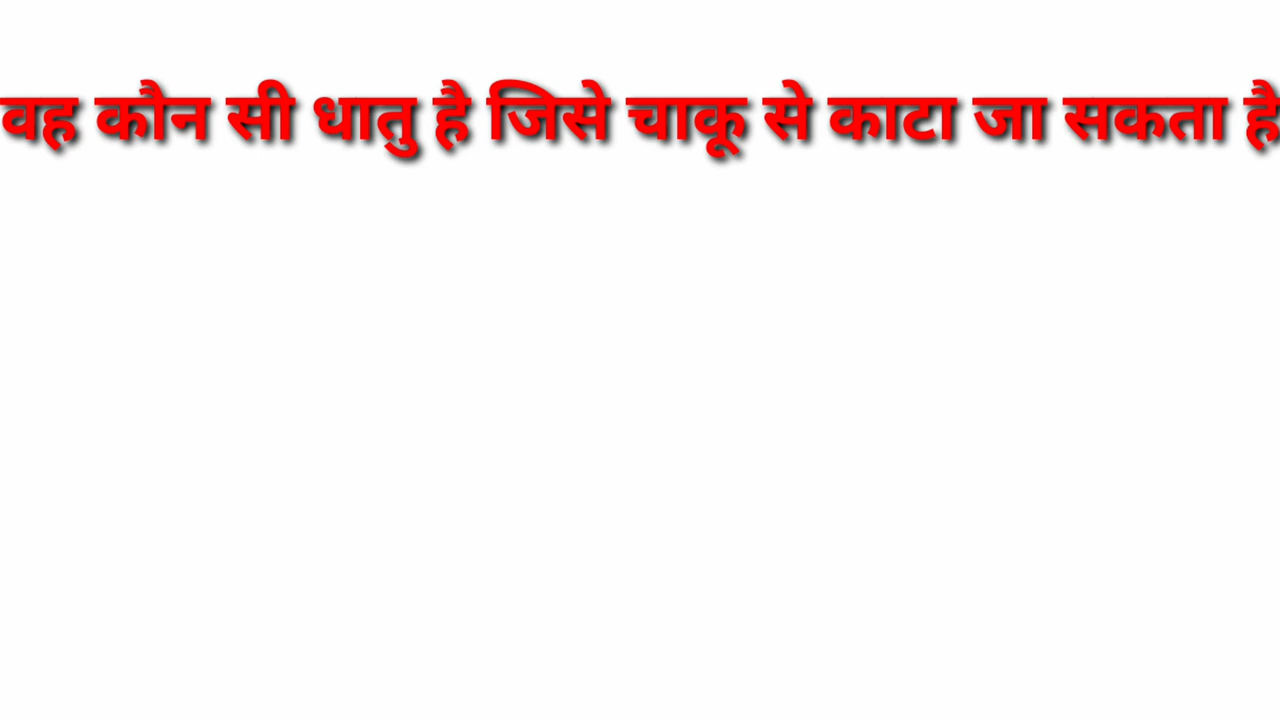 वह कौन सी धातु है जिसे चाकू से काटा जा सकता है